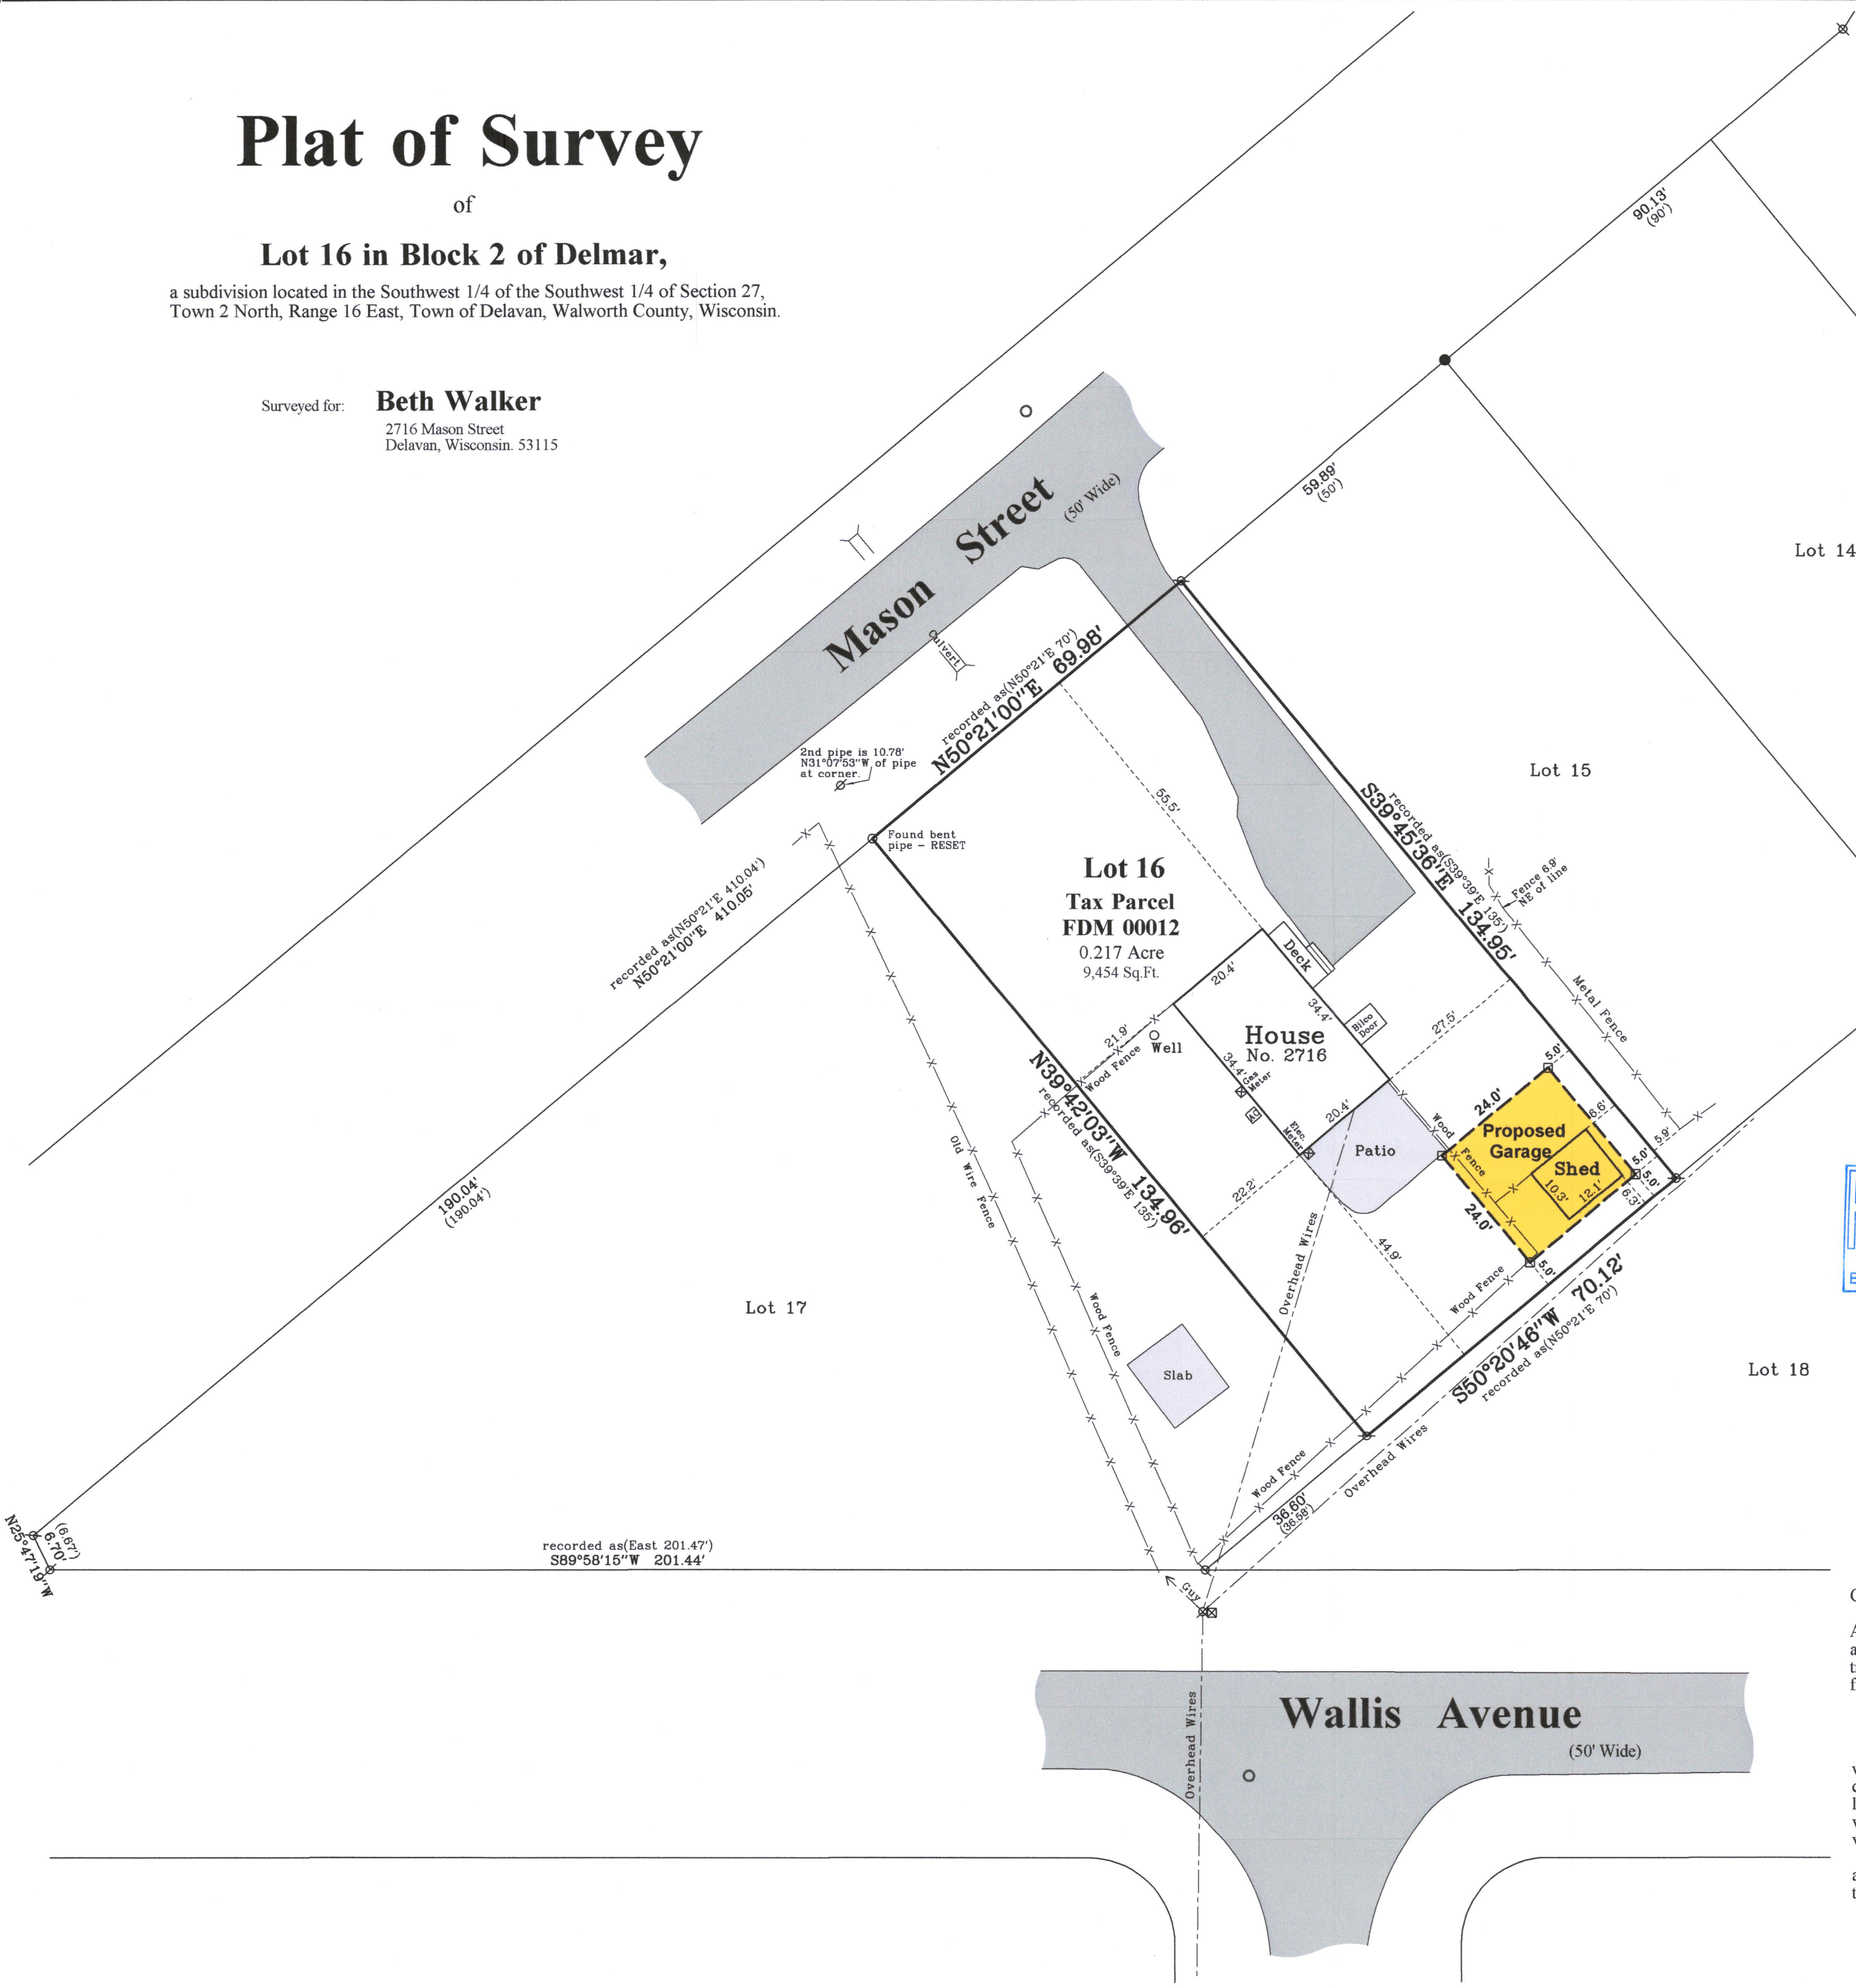 Plat of Survey
of
Lot 16 in Block 2 of Delmar,
a subdivision located in the Southwest 1/4 of the Southwest 1/4 of Section 27,
Town 2 North, Range 16 East, Town of Delavan, Walworth County, Wisconsin.
Surveyed for: Beth Walker
2716 Mason Street
Delavan, Wisconsin. 53115
90.13'
(90')
59.89'
(50')
Mason Street
(50' Wide)
Culvert
Lot 14
Lot 15
recorded as(N50°21'E 70')
N50°21'00"E 69.98'
2nd pipe is 10.78'
N31°07'53"W of pipe
at corner.
Found bent
pipe - RESET
recorded as(N50°21'E 410.04')
N50°21'00"E 410.05'
55.5'
recorded as(S39°39'E 135')
S39°45'36"E 134.95'
Fence 6.9'
NE of line
Metal Fence
Lot 16
Tax Parcel
FDM 00012
0.217 Acre
9,454 Sq.Ft.
Deck
20.4'
34.4'
Bilco
Door
27.5'
House
No. 2716
21.9'
Wood Fence
Well
34.4'
Gas
Meter
AC
Elec.
Meter
20.4'
Patio
Wood
Fence
N39°42'03"W 134.96'
recorded as(S39°39'E 135')
22.2'
5.0'
24.0'
Proposed
Garage
6.6'
Shed
10.3'
12.1'
5.9'
5.0'
5.0'
6.3'
24.0'
5.0'
44.9'
Old Wire Fence
Wood Fence
Overhead Wires
Wood Fence
S50°20'46"W 70.12'
recorded as(N50°21'E 70')
190.04'
(190.04')
Lot 17
Lot 18
Slab
Wood Fence
Overhead Wires
36.60'
(36.58')
(6.67')
6.70'
N25°47'19"W
recorded as(East 201.47')
S89°58'15"W 201.44'
Guy
Overhead Wires
Wallis Avenue
(50' Wide)